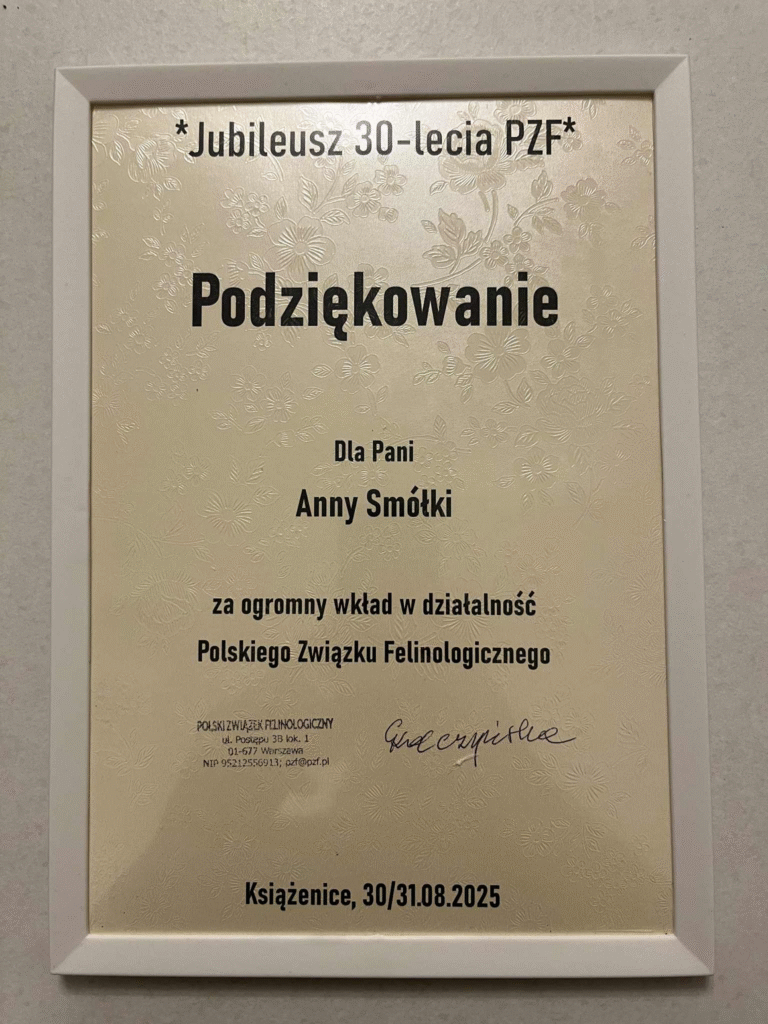 *Jubileusz 30-lecia PZF*
Podziękowanie
Dla Pani
Anny Smółki
za ogromny wkład w działalność
Polskiego Związku Felinologicznego
POLSKI ZWIĄZEK FELINOLOGICZNY
ul. Postępu 3B lok. 1
01-677 Warszawa
NIP 95212556913; pzf@pzf.pl
Książenice, 30/31.08.2025